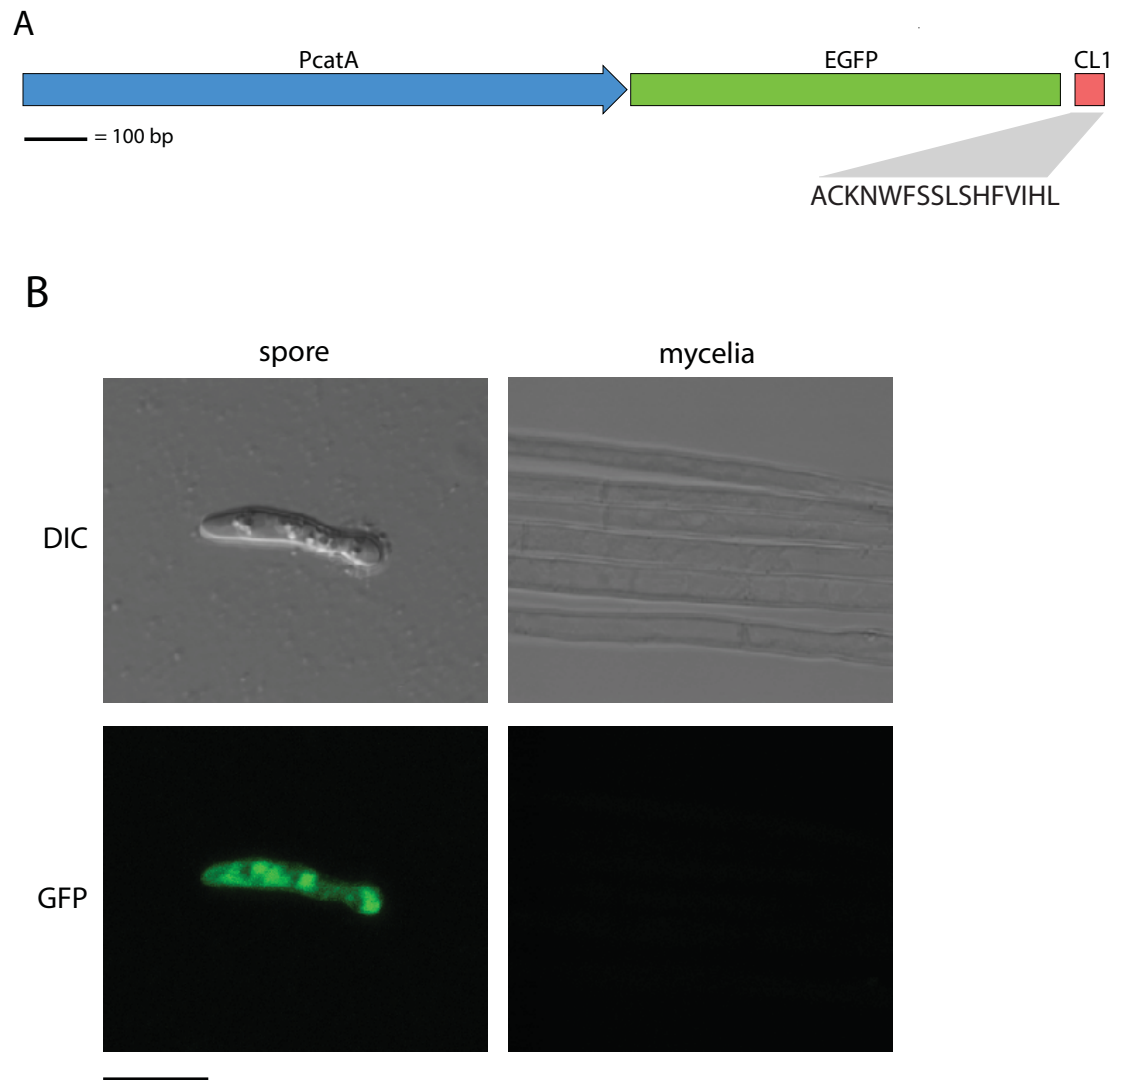 A
PcatA EGFP CL1
= 100 bp
ACKNWFSSLSHFVIHL
B
spore mycelia
DIC
GFP